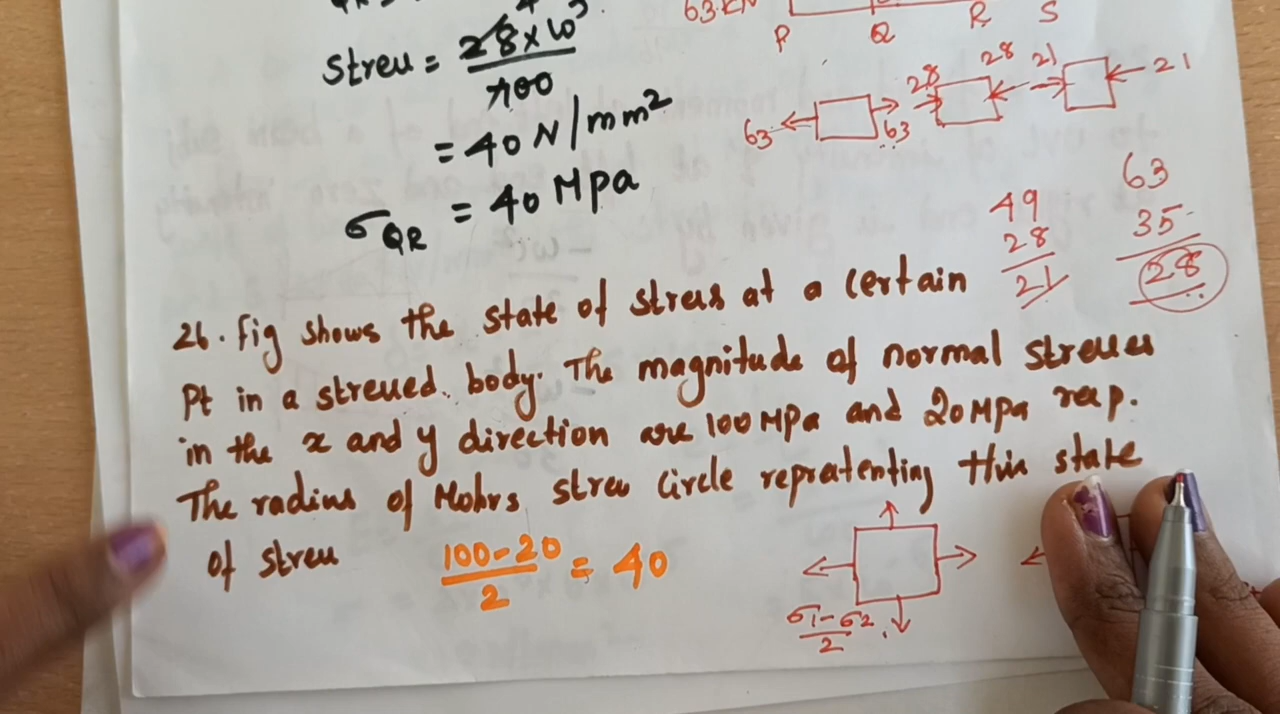 Stress = 28×10³
700
= 40 N/mm²
σQR = 40 Mpa
63 KN
P Q R S
63 63 28 28 21 21
49
28
21
63
35
28
26. Fig shows the state of stress at a certain
Pt in a stressed body. The magnitude of normal stresses
in the x and y direction are 100 MPa and 20 MPa resp.
The radius of Mohrs stress Circle repratenting this state
of stress
100-20
2
= 40
σ1-σ2
2